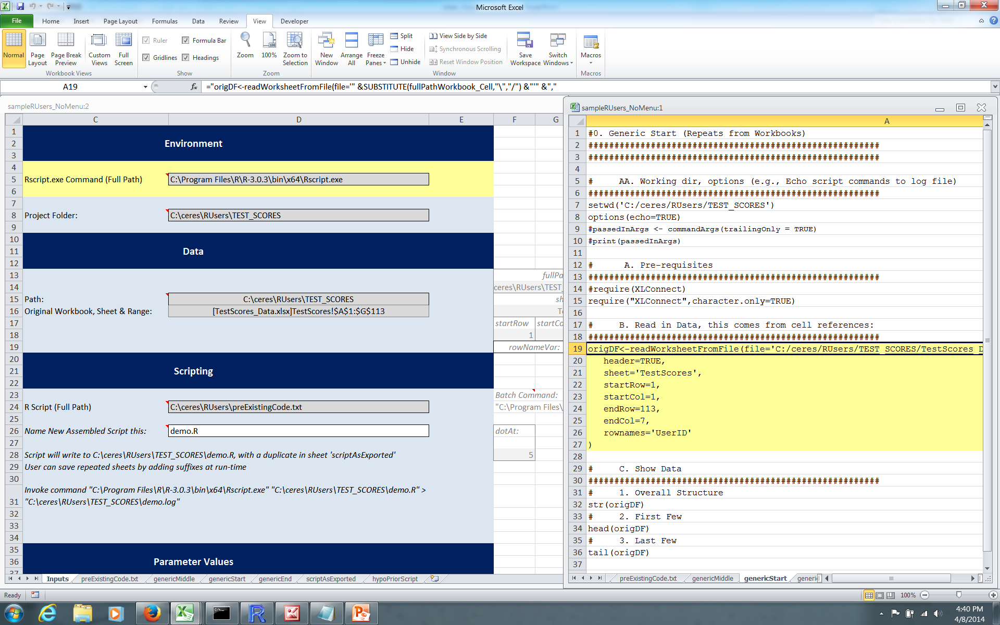 Microsoft Excel
File Home Insert Page Layout Formulas Data Review View Developer
Normal
Page Layout
Page Break Preview
Custom Views
Full Screen
Workbook Views
Ruler
Formula Bar
Gridlines
Headings
Show
Zoom
100%
Zoom to Selection
Zoom
New Window
Arrange All
Freeze Panes
Split
Hide
Unhide
View Side by Side
Synchronous Scrolling
Reset Window Position
Window
Save Workspace
Switch Windows
Macros
Macros
A19 fx ="origDF<-readWorksheetFromFile(file='" &SUBSTITUTE(fullPathWorkbook_Cell,"\","/") &"'" &","
sampleRUsers_NoMenu:2
C D E F G
1
2 Environment
3
4
5 Rscript.exe Command (Full Path) C:\Program Files\R\R-3.0.3\bin\x64\Rscript.exe
6
7
8 Project Folder: C:\ceres\RUsers\TEST_SCORES
9
10
11 Data
12
13 fullPa
14 ceres\RUsers\TEST_
15 Path: C:\ceres\RUsers\TEST_SCORES sh
16 Original Workbook, Sheet & Range: [TestScores_Data.xlsx]TestScores!$A$1:$G$113 Te
17 startRow startCo
18 1
19 rowNameVar:
20
21 Scripting
22
23 Batch Command:
24 R Script (Full Path) C:\ceres\RUsers\preExistingCode.txt "C:\Program Files\
25
26 Name New Assembled Script this: demo.R dotAt:
27
28 Script will write to C:\ceres\RUsers\TEST_SCORES\demo.R, with a duplicate in sheet 'scriptAsExported' 5
29 User can save repeated sheets by adding suffixes at run-time
30
Invoke command "C:\Program Files\R\R-3.0.3\bin\x64\Rscript.exe" "C:\ceres\RUsers\TEST_SCORES\demo.R" >
31 "C:\ceres\RUsers\TEST_SCORES\demo.log"
32
33
34
35
36 Parameter Values
37
Inputs preExistingCode.txt genericMiddle genericStart genericEnd scriptAsExported hypoPriorScript
sampleRUsers_NoMenu:1
A
1 #0. Generic Start (Repeats from Workbooks)
2 ########################################################
3 ########################################################
4
5 # AA. Working dir, options (e.g., Echo script commands to log file)
6 ########################################################
7 setwd('C:/ceres/RUsers/TEST_SCORES')
8 options(echo=TRUE)
9 #passedInArgs <- commandArgs(trailingOnly = TRUE)
10 #print(passedInArgs)
11
12 # A. Pre-requisites
13 ########################################################
14 #require(XLConnect)
15 require("XLConnect",character.only=TRUE)
16
17 # B. Read in Data, this comes from cell references:
18 ########################################################
19 origDF<-readWorksheetFromFile(file='C:/ceres/RUsers/TEST_SCORES/TestScores_D
20 header=TRUE,
21 sheet='TestScores',
22 startRow=1,
23 startCol=1,
24 endRow=113,
25 endCol=7,
26 rownames='UserID'
27 )
28
29 # C. Show Data
30 ########################################################
31 # 1. Overall Structure
32 str(origDF)
33 # 2. First Few
34 head(origDF)
35 # 3. Last Few
36 tail(origDF)
37
preExistingCode.txt genericMiddle genericStart generi
Ready 100%
4:40 PM
4/8/2014